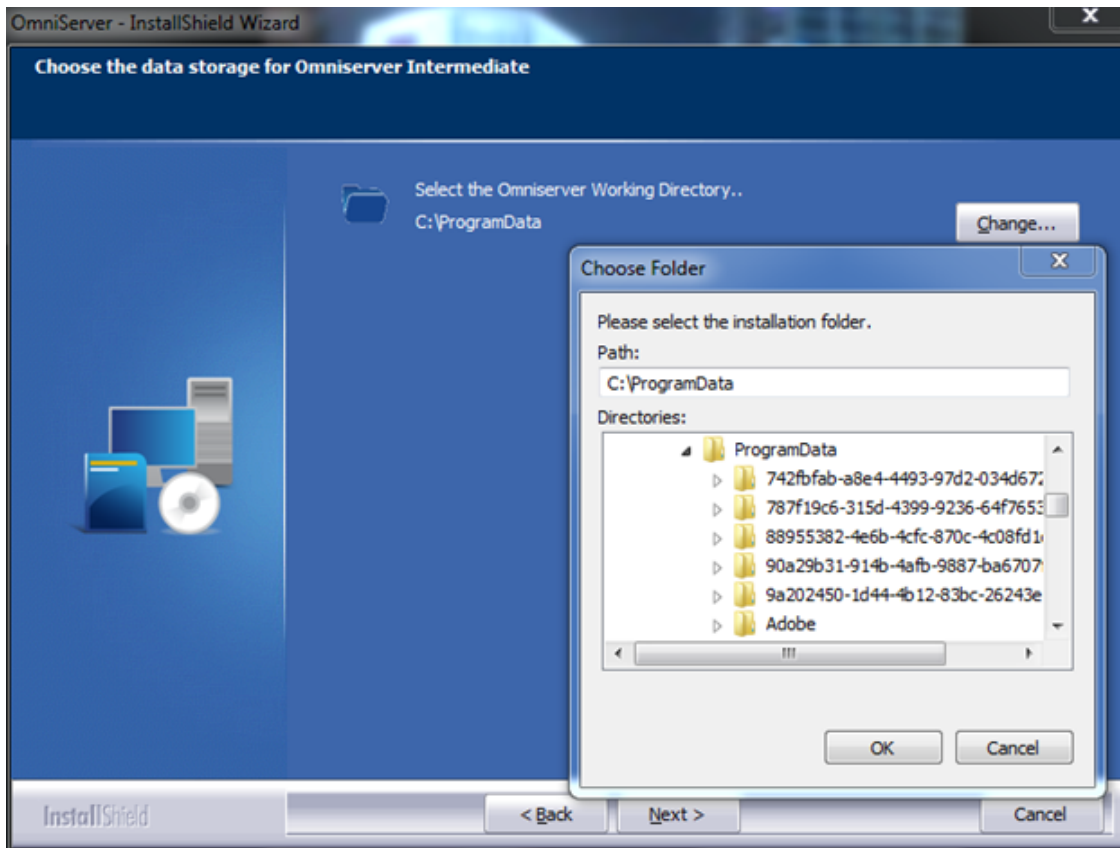 OmniServer - InstallShield Wizard
Choose the data storage for Omniserver Intermediate
Select the Omniserver Working Directory..
C:\ProgramData
Change...
Choose Folder
Please select the installation folder.
Path:
C:\ProgramData
Directories:
ProgramData
742fbfab-a8e4-4493-97d2-034d672
787f19c6-315d-4399-9236-64f7653
88955382-4e6b-4cfc-870c-4c08fd1
90a29b31-914b-4afb-9887-ba6707
9a202450-1d44-4b12-83bc-26243e
Adobe
OK Cancel
InstallShield
< Back Next > Cancel